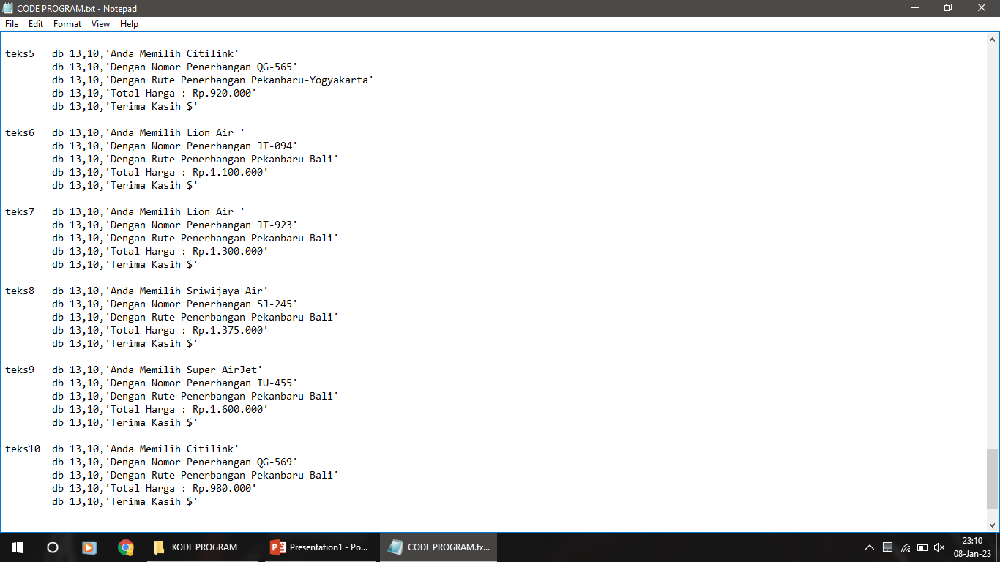 CODE PROGRAM.txt - Notepad
File Edit Format View Help
teks5 db 13,10,'Anda Memilih Citilink'
db 13,10,'Dengan Nomor Penerbangan QG-565'
db 13,10,'Dengan Rute Penerbangan Pekanbaru-Yogyakarta'
db 13,10,'Total Harga : Rp.920.000'
db 13,10,'Terima Kasih $'
teks6 db 13,10,'Anda Memilih Lion Air '
db 13,10,'Dengan Nomor Penerbangan JT-094'
db 13,10,'Dengan Rute Penerbangan Pekanbaru-Bali'
db 13,10,'Total Harga : Rp.1.100.000'
db 13,10,'Terima Kasih $'
teks7 db 13,10,'Anda Memilih Lion Air '
db 13,10,'Dengan Nomor Penerbangan JT-923'
db 13,10,'Dengan Rute Penerbangan Pekanbaru-Bali'
db 13,10,'Total Harga : Rp.1.300.000'
db 13,10,'Terima Kasih $'
teks8 db 13,10,'Anda Memilih Sriwijaya Air'
db 13,10,'Dengan Nomor Penerbangan SJ-245'
db 13,10,'Dengan Rute Penerbangan Pekanbaru-Bali'
db 13,10,'Total Harga : Rp.1.375.000'
db 13,10,'Terima Kasih $'
teks9 db 13,10,'Anda Memilih Super AirJet'
db 13,10,'Dengan Nomor Penerbangan IU-455'
db 13,10,'Dengan Rute Penerbangan Pekanbaru-Bali'
db 13,10,'Total Harga : Rp.1.600.000'
db 13,10,'Terima Kasih $'
teks10 db 13,10,'Anda Memilih Citilink'
db 13,10,'Dengan Nomor Penerbangan QG-569'
db 13,10,'Dengan Rute Penerbangan Pekanbaru-Bali'
db 13,10,'Total Harga : Rp.980.000'
db 13,10,'Terima Kasih $'
KODE PROGRAM
Presentation1 - Po...
CODE PROGRAM.tx...
23:10
08-Jan-23